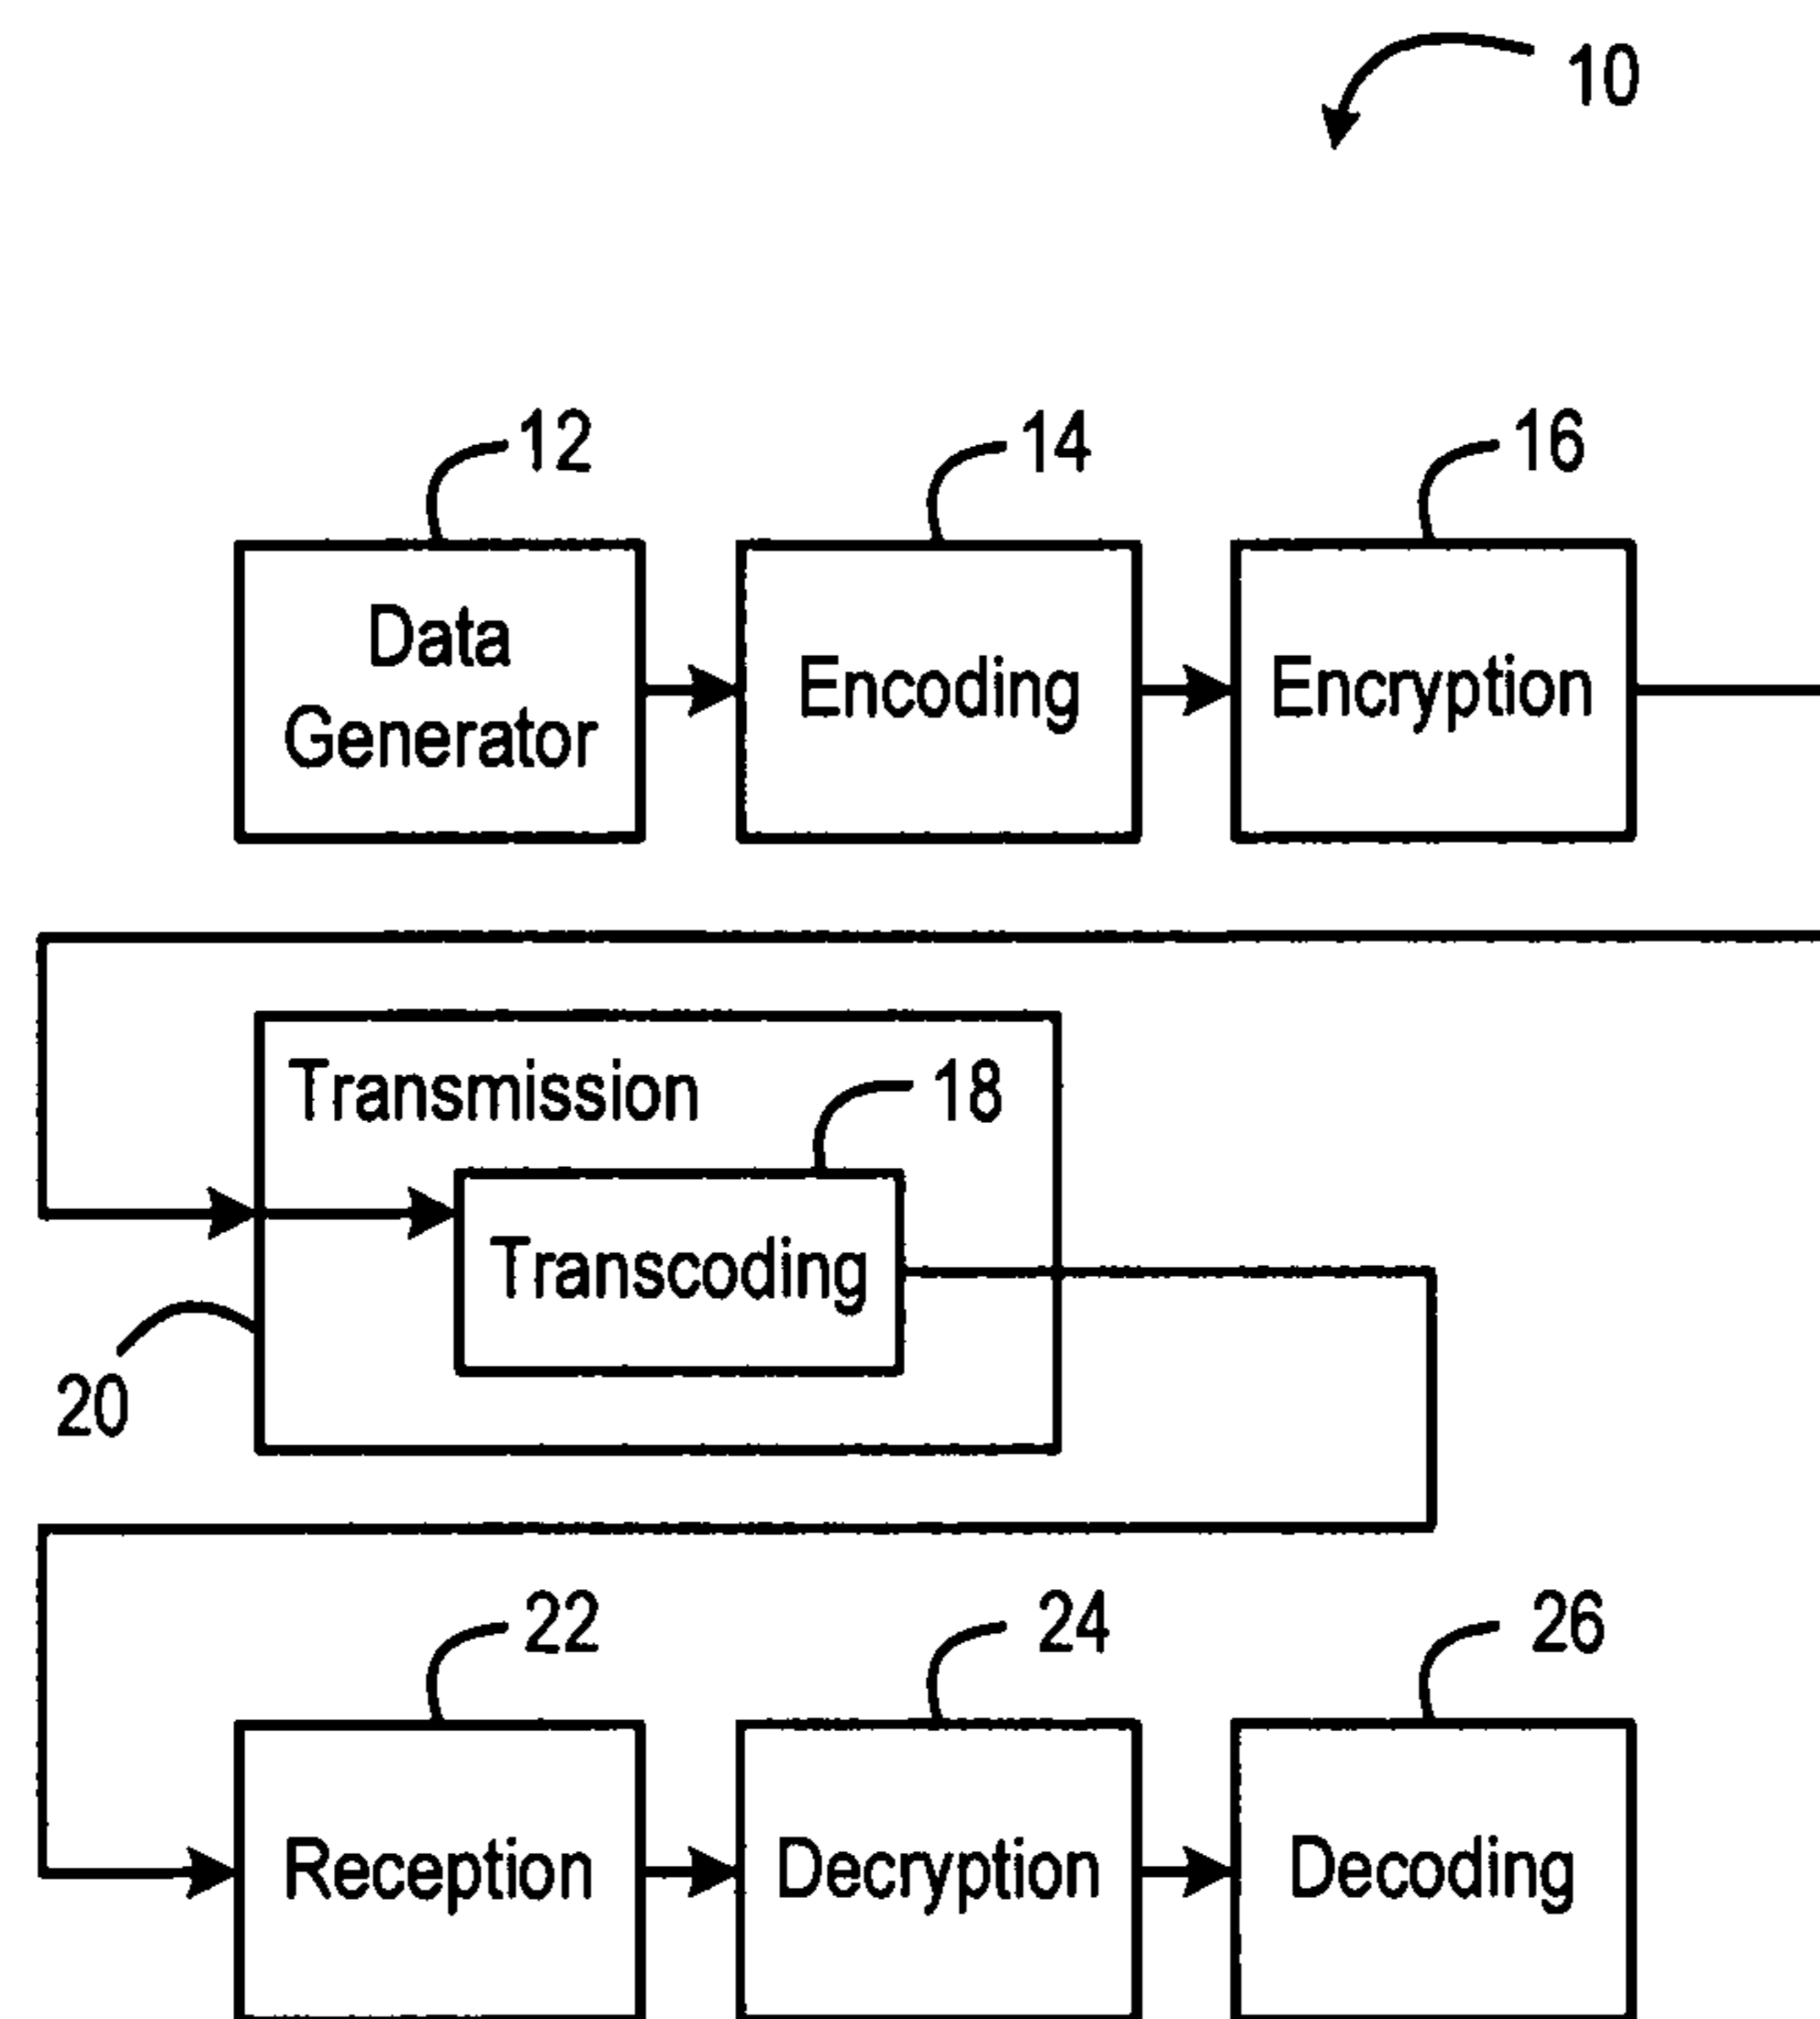 10
12
14
16
Data
Generator
Encoding
Encryption
Transmission
18
Transcoding
20
22
24
26
Reception
Decryption
Decoding